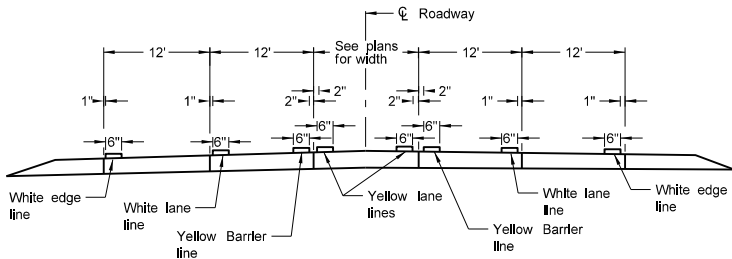 ℄ Roadway
12'
12'
See plans
for width
12'
12'
1"
1"
2"
2"
2"
2"
1"
1"
6"
6"
6"
6"
6"
6"
6"
6"
White edge
line
White lane
line
Yellow Barrier
line
Yellow lane
lines
Yellow Barrier
line
White lane
line
White edge
line